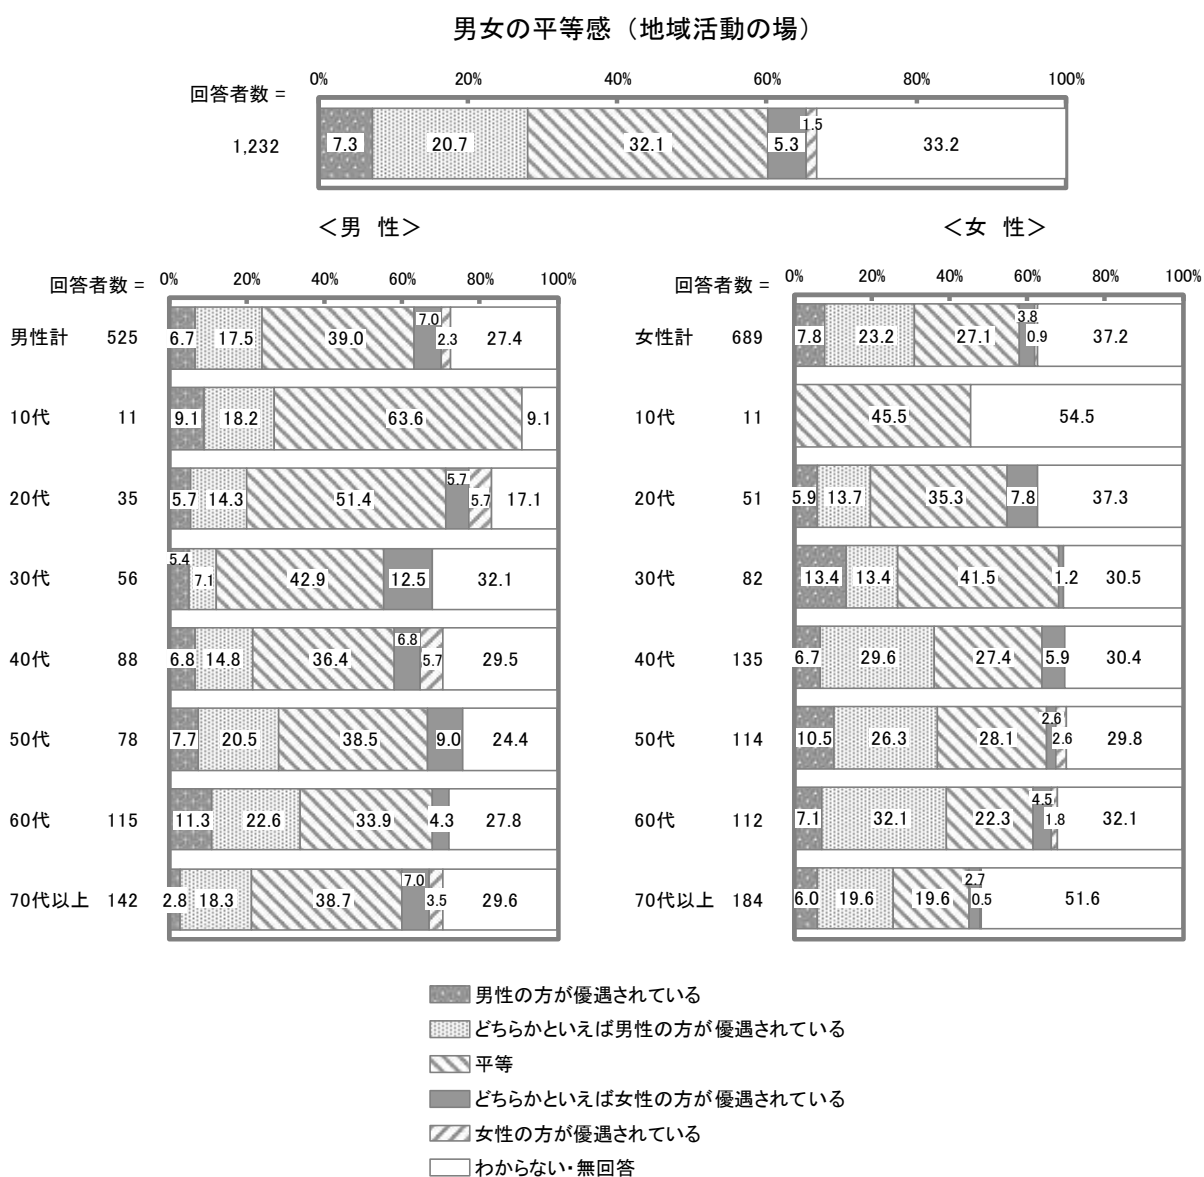 男女の平等感（地域活動の場）
0% 20% 40% 60% 80% 100%
回答者数 =
1,232 7.3 20.7 32.1 5.3 1.5 33.2
＜男 性＞
0% 20% 40% 60% 80% 100%
回答者数 =
男性計 525 6.7 17.5 39.0 7.0 2.3 27.4
10代 11 9.1 18.2 63.6 9.1
20代 35 5.7 14.3 51.4 5.7 5.7 17.1
30代 56 5.4 7.1 42.9 12.5 32.1
40代 88 6.8 14.8 36.4 6.8 5.7 29.5
50代 78 7.7 20.5 38.5 9.0 24.4
60代 115 11.3 22.6 33.9 4.3 27.8
70代以上 142 2.8 18.3 38.7 7.0 3.5 29.6
＜女 性＞
0% 20% 40% 60% 80% 100%
回答者数 =
女性計 689 7.8 23.2 27.1 3.8 0.9 37.2
10代 11 45.5 54.5
20代 51 5.9 13.7 35.3 7.8 37.3
30代 82 13.4 13.4 41.5 1.2 30.5
40代 135 6.7 29.6 27.4 5.9 30.4
50代 114 10.5 26.3 28.1 2.6 2.6 29.8
60代 112 7.1 32.1 22.3 4.5 1.8 32.1
70代以上 184 6.0 19.6 19.6 2.7 0.5 51.6
男性の方が優遇されている
どちらかといえば男性の方が優遇されている
平等
どちらかといえば女性の方が優遇されている
女性の方が優遇されている
わからない・無回答